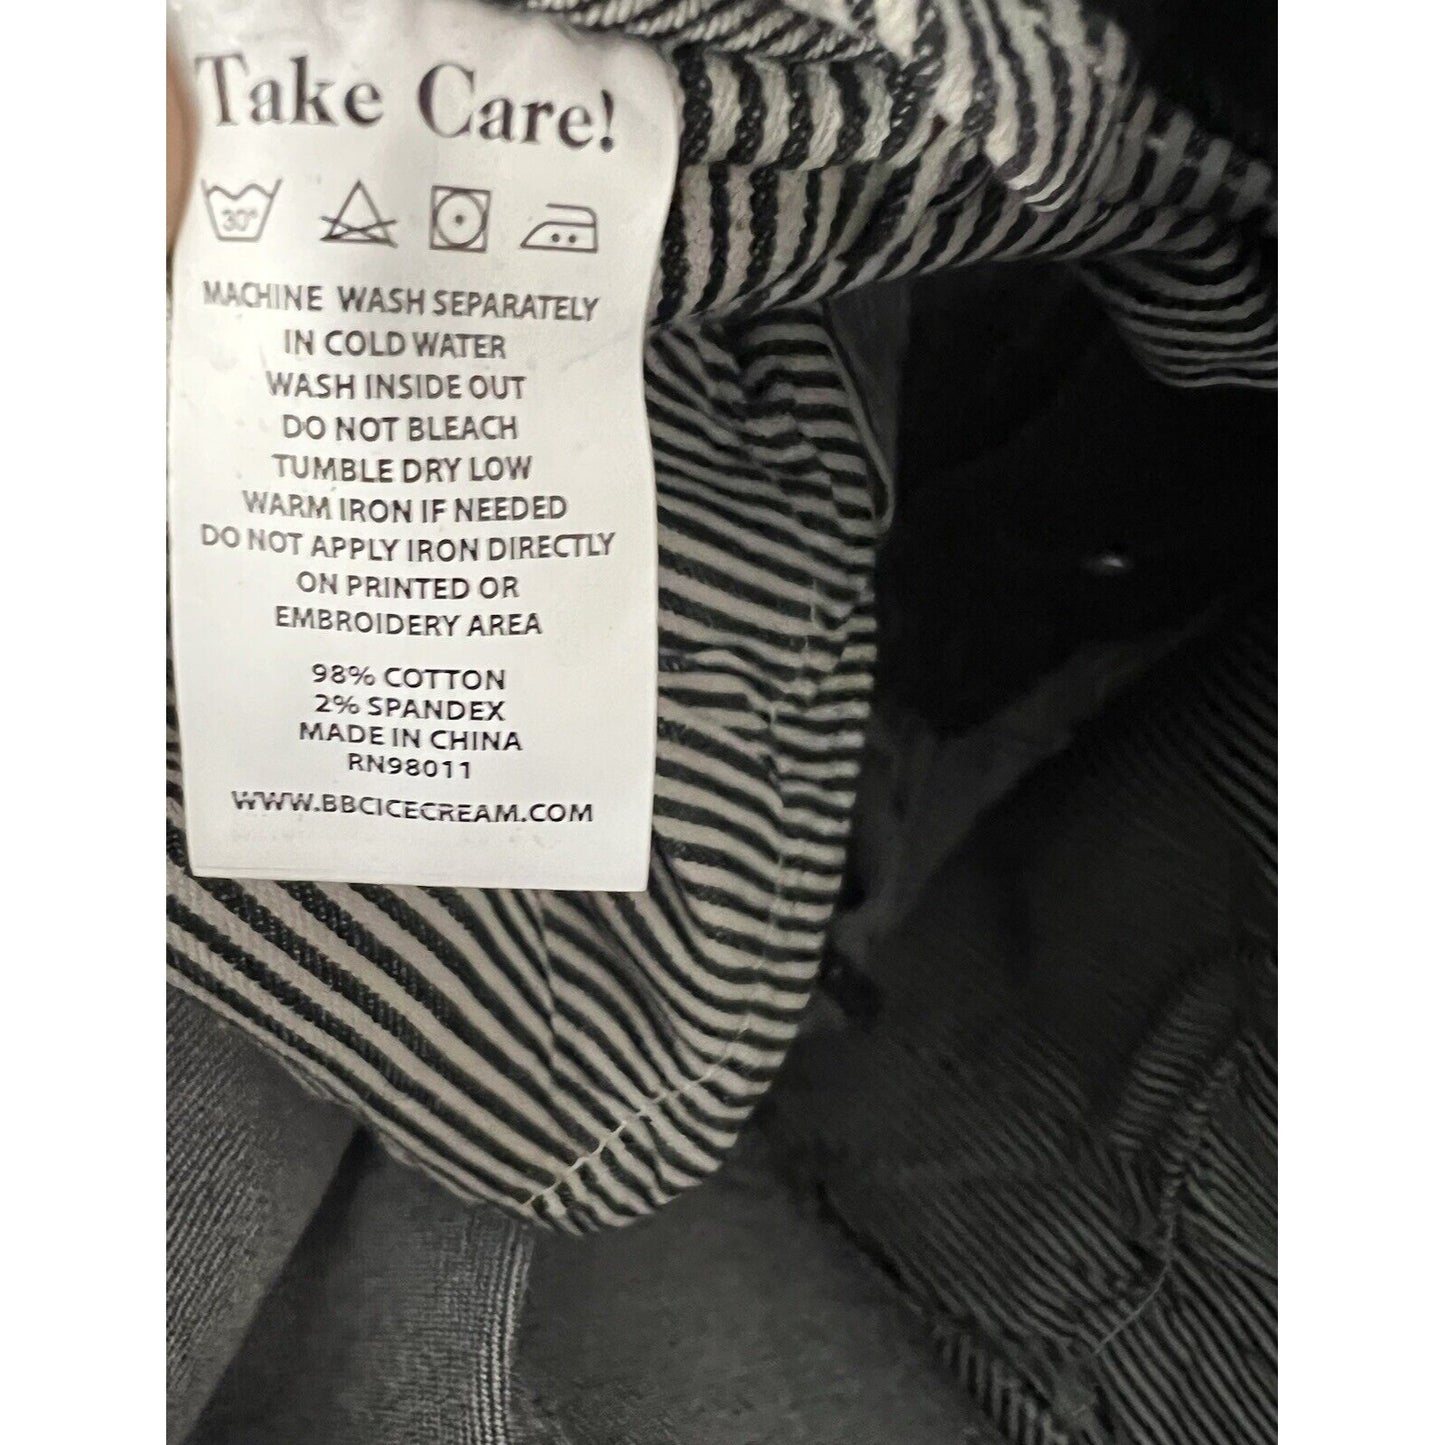 Take Care!
30°
MACHINE WASH SEPARATELY
IN COLD WATER
WASH INSIDE OUT
DO NOT BLEACH
TUMBLE DRY LOW
WARM IRON IF NEEDED
DO NOT APPLY IRON DIRECTLY
ON PRINTED OR
EMBROIDERY AREA
98% COTTON
2% SPANDEX
MADE IN CHINA
RN98011
WWW.BBCICECREAM.COM